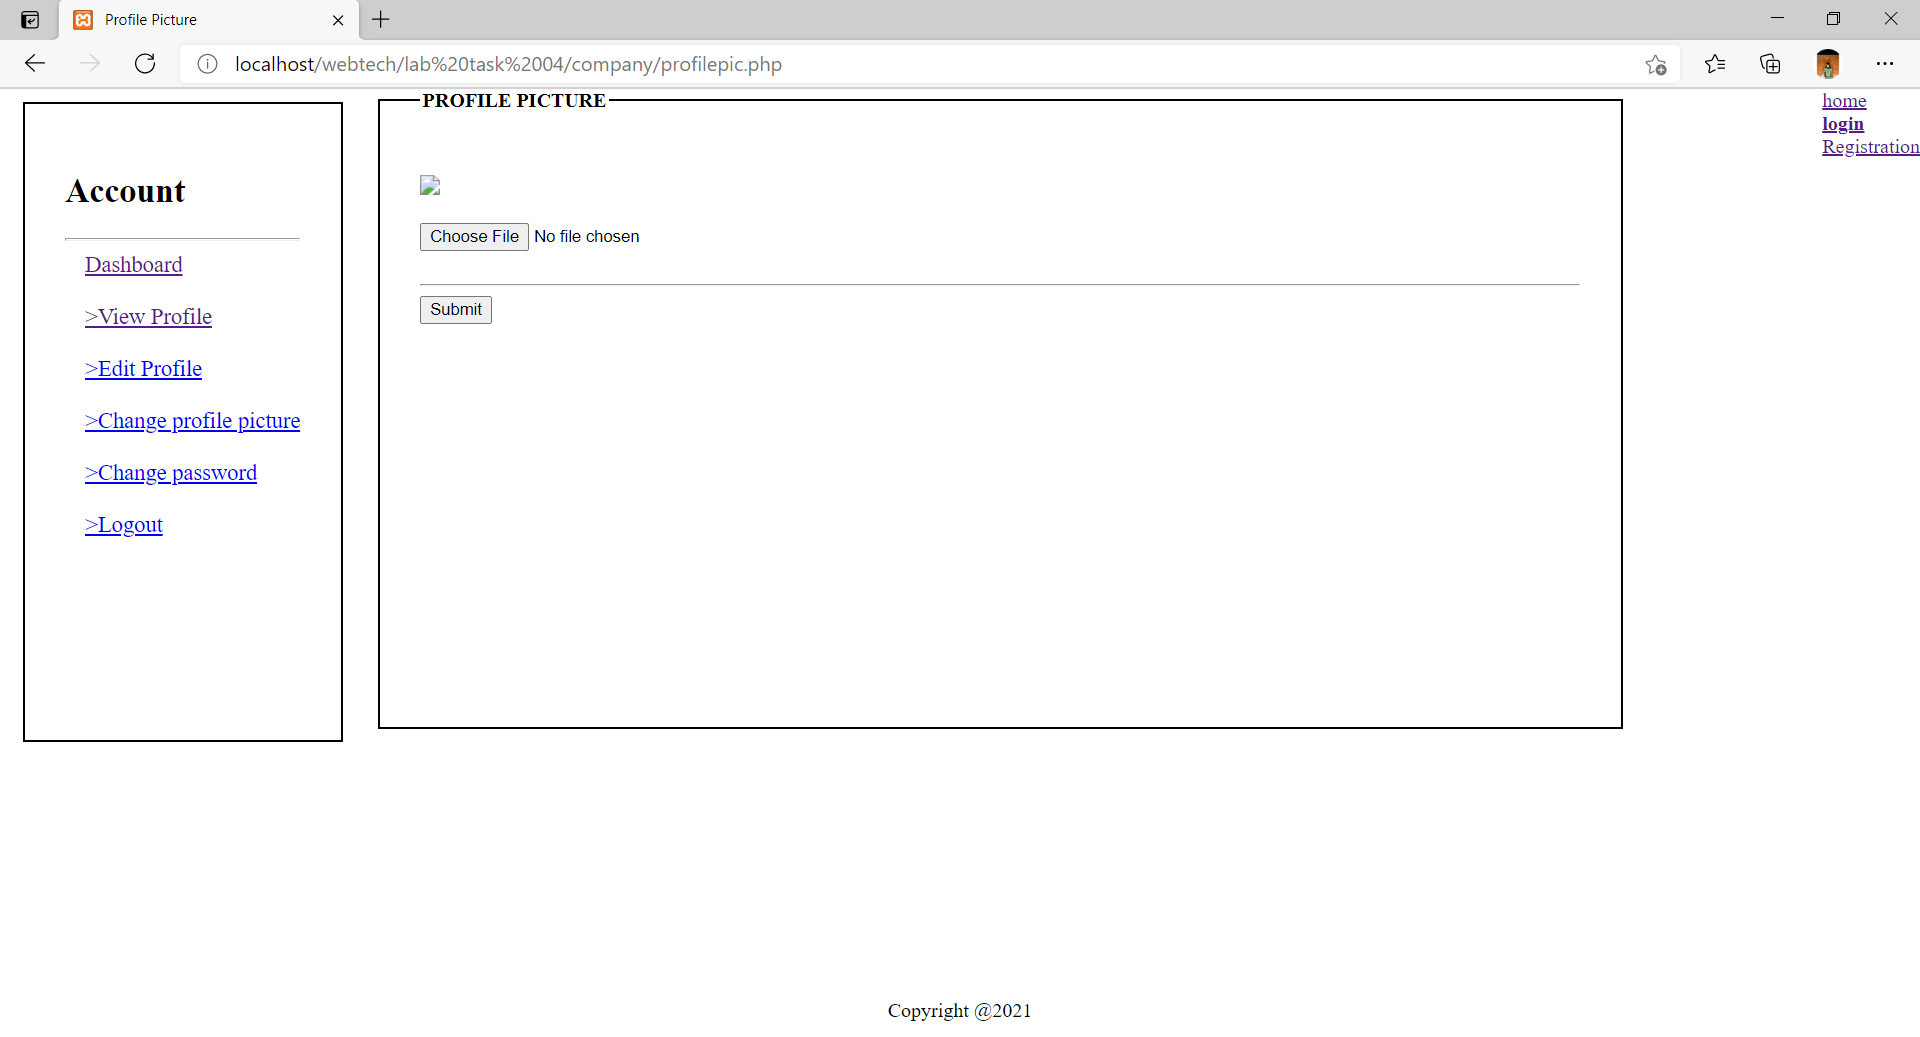 Profile Picture
localhost/webtech/lab%20task%2004/company/profilepic.php
home
login
Registration
Account
Dashboard
>View Profile
>Edit Profile
>Change profile picture
>Change password
>Logout
PROFILE PICTURE
Choose File No file chosen
Submit
Copyright @2021